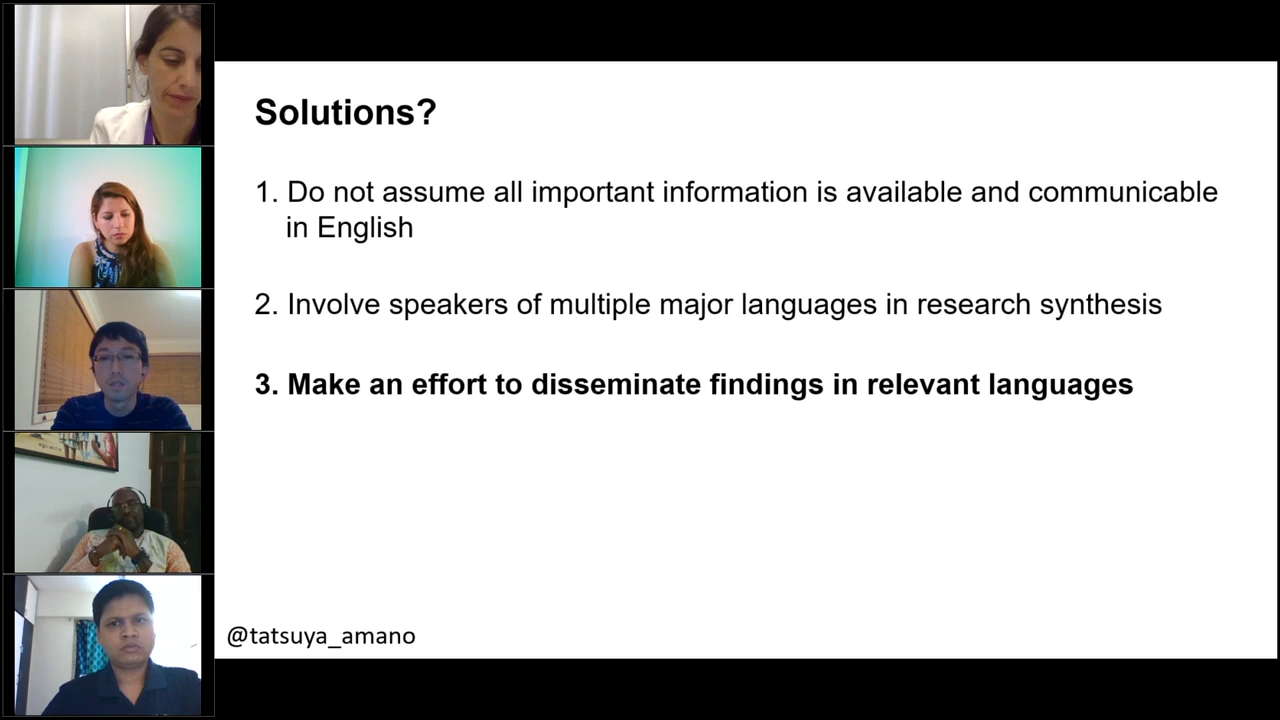 Solutions?
1. Do not assume all important information is available and communicable
in English
2. Involve speakers of multiple major languages in research synthesis
3. Make an effort to disseminate findings in relevant languages
@tatsuya_amano